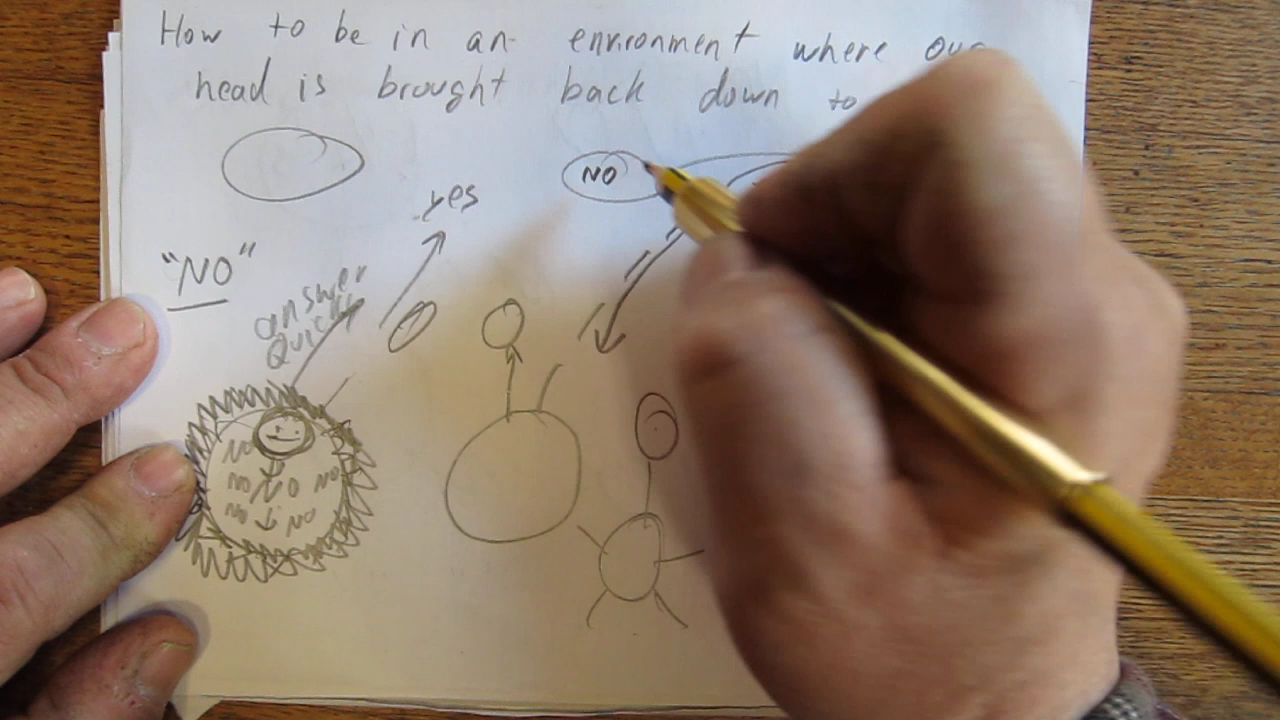 How to be in an environment where our
head is brought back down to
NO
yes
"NO"
answer
Quick
NO
NO NO NO
NO NO